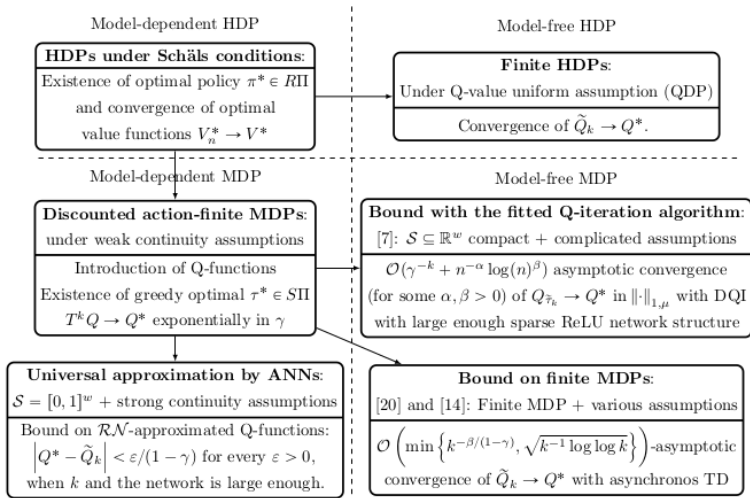 Model-dependent HDP
Model-free HDP
HDPs under Schäls conditions:
Existence of optimal policy π* ∈ RΠ
and convergence of optimal
value functions V*ₙ → V*
Finite HDPs:
Under Q-value uniform assumption (QDP)
Convergence of Q̃ₖ → Q*.
Model-dependent MDP
Model-free MDP
Discounted action-finite MDPs:
under weak continuity assumptions
Introduction of Q-functions
Existence of greedy optimal τ* ∈ SΠ
TᵏQ → Q* exponentially in γ
Bound with the fitted Q-iteration algorithm:
[7]: 𝒮 ⊆ ℝʷ compact + complicated assumptions
𝒪(γ⁻ᵏ + n⁻ᵅ log(n)ᵝ) asymptotic convergence
(for some α, β > 0) of Q_{τ̃ₖ} → Q* in ‖·‖₁,μ with DQI
with large enough sparse ReLU network structure
Universal approximation by ANNs:
𝒮 = [0, 1]ʷ + strong continuity assumptions
Bound on ℛ𝒩-approximated Q-functions:
|Q* − Q̃ₖ| < ε/(1 − γ) for every ε > 0,
when k and the network is large enough.
Bound on finite MDPs:
[20] and [14]: Finite MDP + various assumptions
𝒪(min{k^{−β/(1−γ)}, √(k⁻¹ log log k)})-asymptotic
convergence of Q̃ₖ → Q* with asynchronos TD